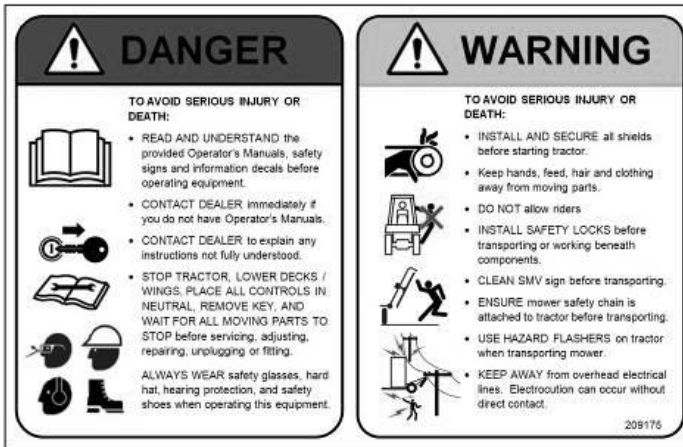 DANGER
TO AVOID SERIOUS INJURY OR
DEATH:
• READ AND UNDERSTAND the
provided Operator's Manuals, safety
signs and information decals before
operating equipment.
• CONTACT DEALER immediately if
you do not have Operator's Manuals.
• CONTACT DEALER to explain any
instructions not fully understood.
• STOP TRACTOR, LOWER DECKS /
WINGS, PLACE ALL CONTROLS IN
NEUTRAL, REMOVE KEY, AND
WAIT FOR ALL MOVING PARTS TO
STOP before servicing, adjusting,
repairing, unplugging or fitting.
ALWAYS WEAR safety glasses, hard
hat, hearing protection, and safety
shoes when operating this equipment.
WARNING
TO AVOID SERIOUS INJURY OR
DEATH:
• INSTALL AND SECURE all shields
before starting tractor.
• Keep hands, feed, hair and clothing
away from moving parts.
• DO NOT allow riders
• INSTALL SAFETY LOCKS before
transporting or working beneath
components.
• CLEAN SMV sign before transporting.
• ENSURE mower safety chain is
attached to tractor before transporting.
• USE HAZARD FLASHERS on tractor
when transporting mower.
• KEEP AWAY from overhead electrical
lines. Electrocution can occur without
direct contact.
209175